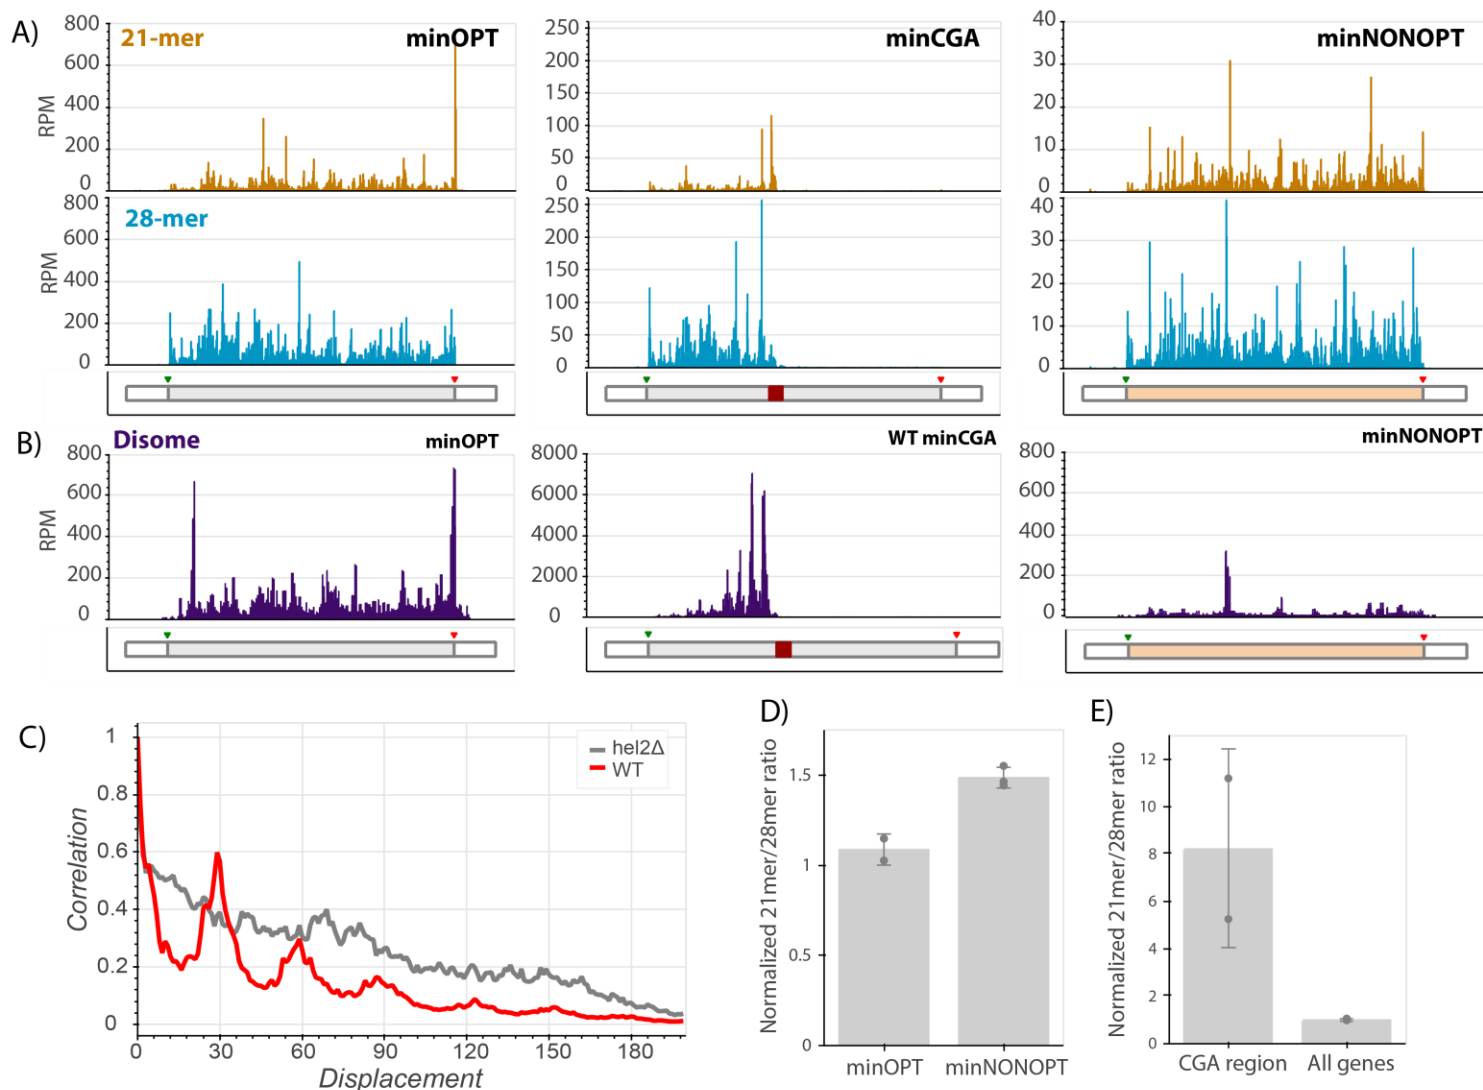 A)
21-mer
minOPT
minCGA
minNONOPT
RPM
800
600
400
200
0
250
200
150
100
50
0
40
30
20
10
0
28-mer
RPM
800
600
400
200
0
250
200
150
100
50
0
40
30
20
10
0
B)
Disome
minOPT
WT minCGA
minNONOPT
RPM
800
600
400
200
0
8000
6000
4000
2000
0
800
600
400
200
0
C)
Correlation
1
0.8
0.6
0.4
0.2
0
hel2Δ
WT
0 30 60 90 120 150 180
Displacement
D)
Normalized 21mer/28mer ratio
1.5
1
0.5
0
minOPT minNONOPT
E)
Normalized 21mer/28mer ratio
12
10
8
6
4
2
0
CGA region All genes